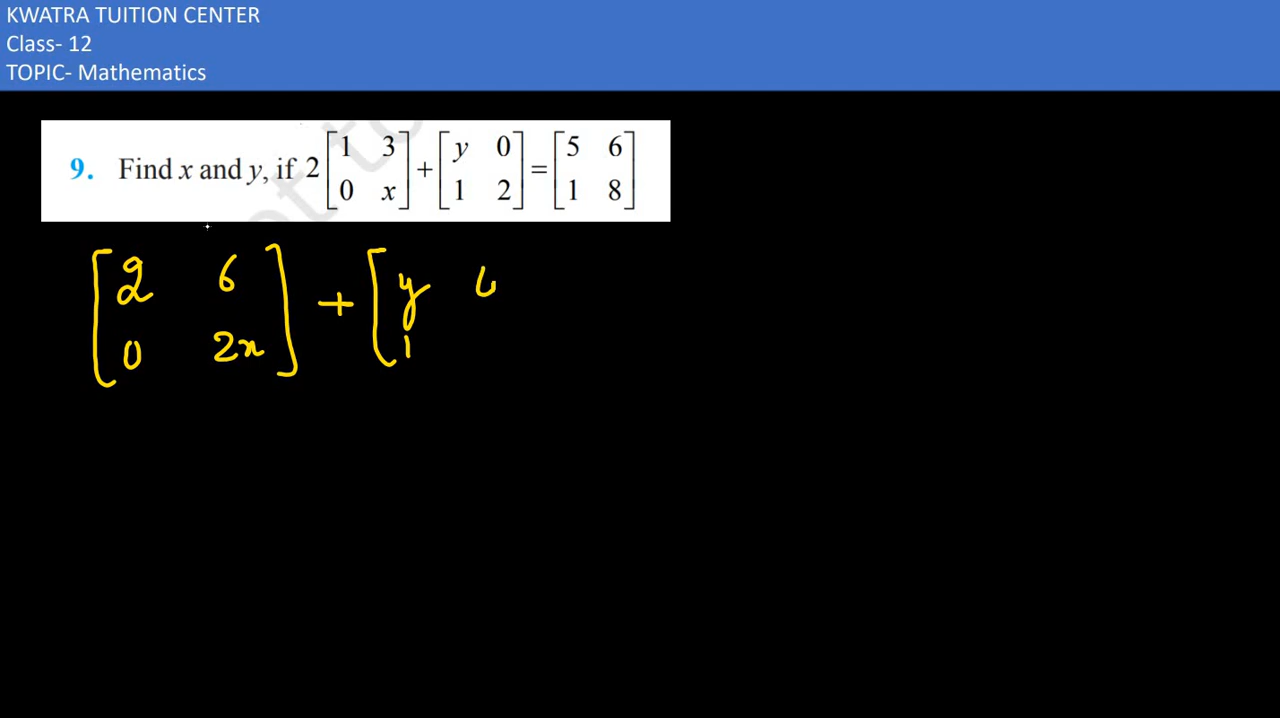 KWATRA TUITION CENTER
Class- 12
TOPIC- Mathematics
9. Find x and y, if 2 [1 3; 0 x] + [y 0; 1 2] = [5 6; 1 8]
[2 6; 0 2x] + [y
1